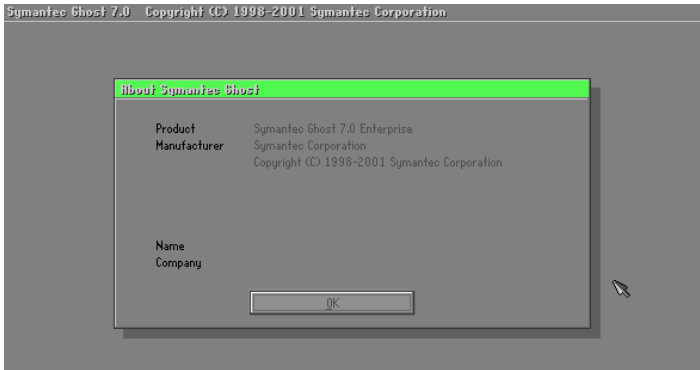 Symantec Ghost 7.0   Copyright (C) 1998-2001 Symantec Corporation
About Symantec Ghost
Product Symantec Ghost 7.0 Enterprise
Manufacturer Symantec Corporation
Copyright (C) 1998-2001 Symantec Corporation
Name
Company
OK